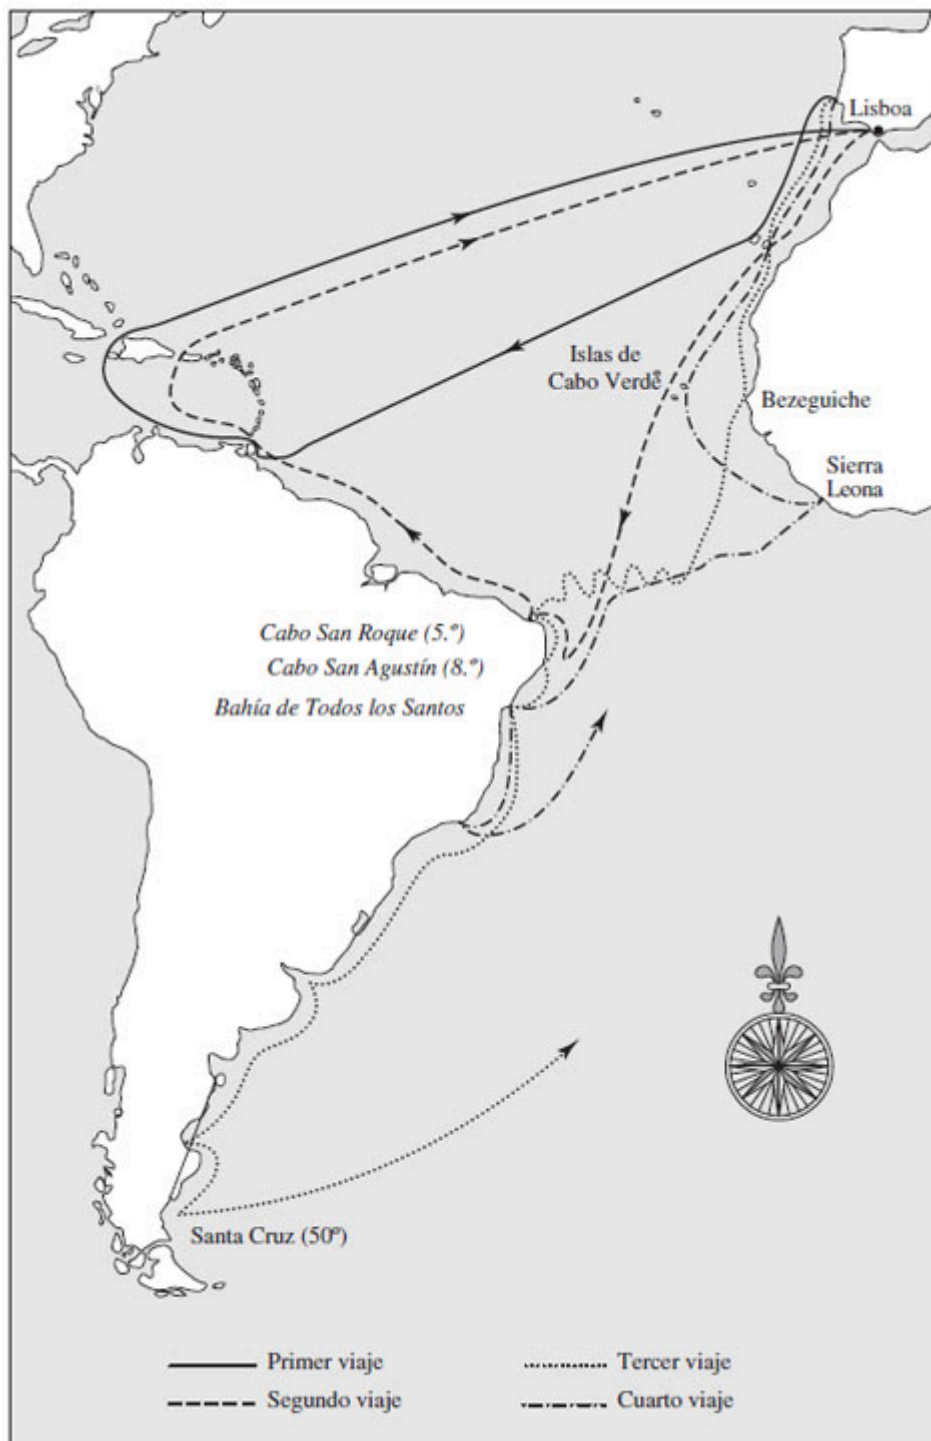 Lisboa
Islas de
Cabo Verde
Bezeguiche
Sierra
Leona
Cabo San Roque (5.º)
Cabo San Agustín (8.º)
Bahía de Todos los Santos
Santa Cruz (50º)
Primer viaje
Tercer viaje
Segundo viaje
Cuarto viaje